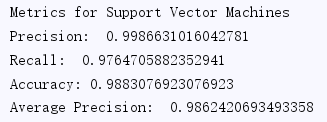 Metrics for Support Vector Machines
Precision:  0.9986631016042781
Recall:  0.9764705882352941
Accuracy: 0.9883076923076923
Average Precision:  0.9862420693493358